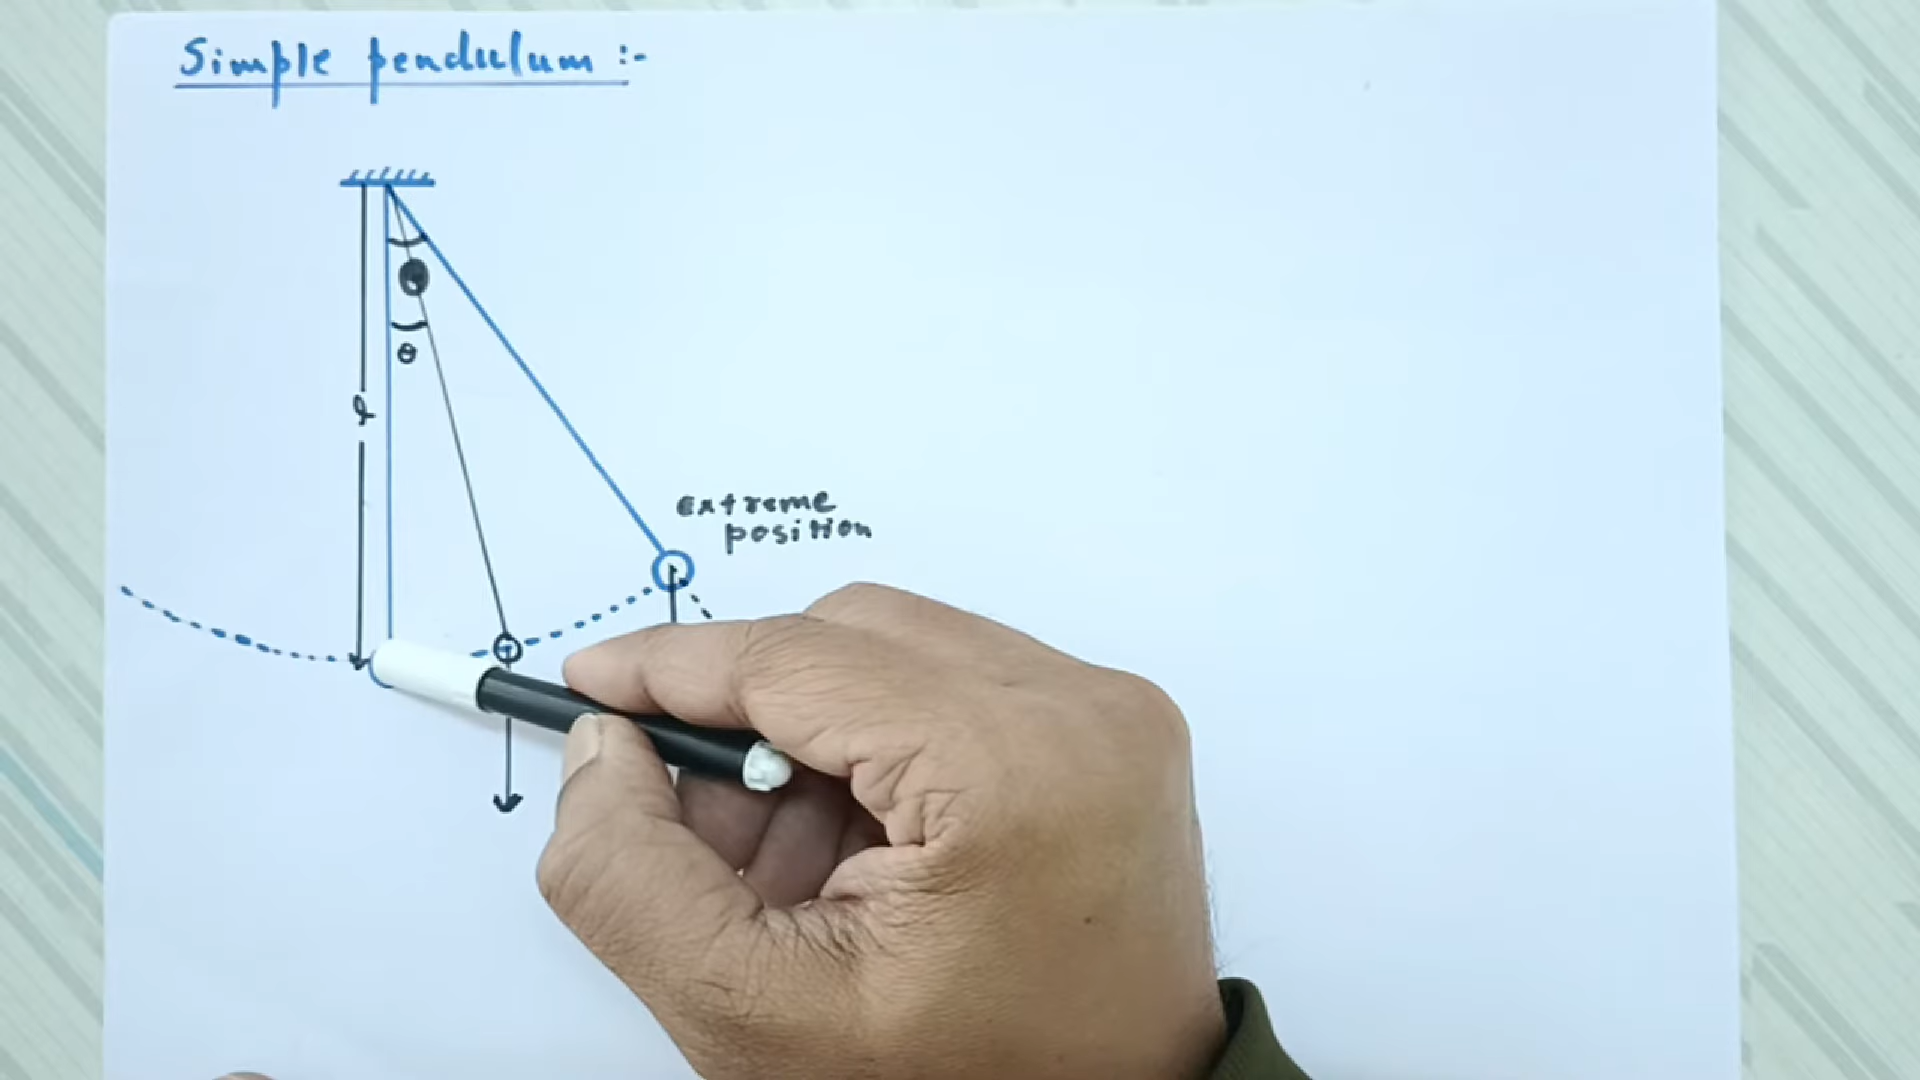 Simple pendulum :-
θ
l
extreme
position